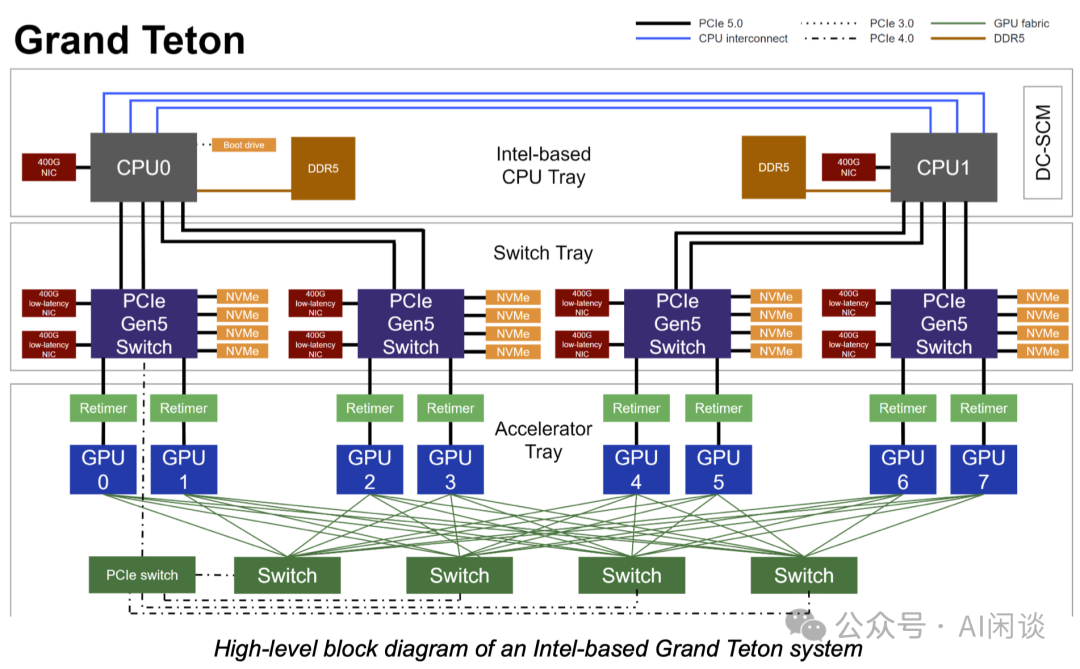 Grand Teton
PCIe 5.0
CPU interconnect
PCIe 3.0
PCIe 4.0
GPU fabric
DDR5
400G
NIC
CPU0
Boot drive
DDR5
Intel-based
CPU Tray
DDR5
400G
NIC
CPU1
DC-SCM
Switch Tray
400G
low-latency
NIC
400G
low-latency
NIC
PCIe
Gen5
Switch
NVMe
NVMe
NVMe
NVMe
400G
low-latency
NIC
400G
low-latency
NIC
PCIe
Gen5
Switch
NVMe
NVMe
NVMe
NVMe
400G
low-latency
NIC
400G
low-latency
NIC
PCIe
Gen5
Switch
NVMe
NVMe
NVMe
NVMe
400G
low-latency
NIC
400G
low-latency
NIC
PCIe
Gen5
Switch
NVMe
NVMe
NVMe
NVMe
Retimer
Retimer
Retimer
Retimer
Accelerator
Tray
Retimer
Retimer
Retimer
Retimer
GPU
0
GPU
1
GPU
2
GPU
3
GPU
4
GPU
5
GPU
6
GPU
7
PCIe switch
Switch
Switch
Switch
Switch
公众号 · AI闲谈
High-level block diagram of an Intel-based Grand Teton system